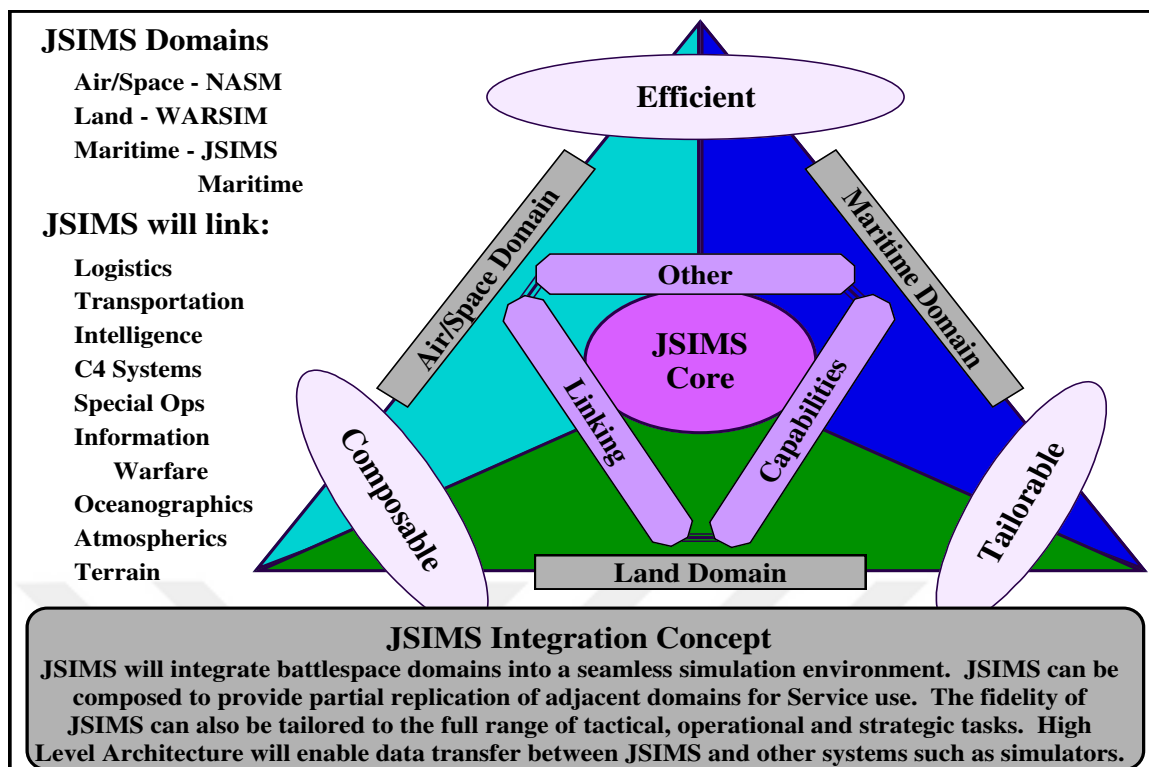 JSIMS Domains
Air/Space - NASM
Land - WARSIM
Maritime - JSIMS
Maritime
JSIMS will link:
Logistics
Transportation
Intelligence
C4 Systems
Special Ops
Information
Warfare
Oceanographics
Atmospherics
Terrain
Efficient
Air/Space Domain
Maritime Domain
Other
JSIMS
Core
Linking
Capabilities
Composable
Tailorable
Land Domain
JSIMS Integration Concept
JSIMS will integrate battlespace domains into a seamless simulation environment.  JSIMS can be
composed to provide partial replication of adjacent domains for Service use.  The fidelity of
JSIMS can also be tailored to the full range of tactical, operational and strategic tasks.  High
Level Architecture will enable data transfer between JSIMS and other systems such as simulators.